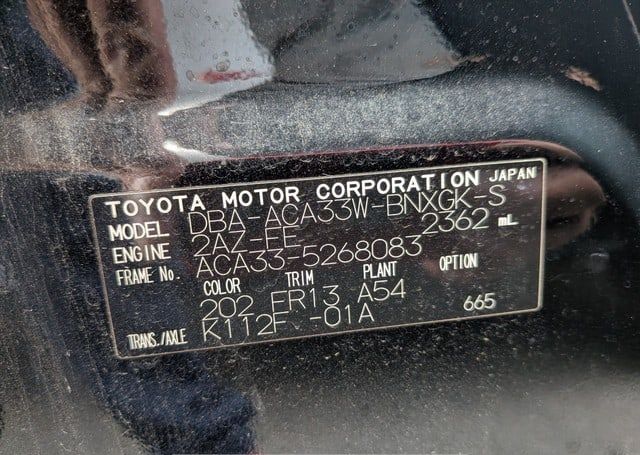 TOYOTA MOTOR CORPORATION JAPAN
MODEL DBA-ACA33W-BNXGK-S
ENGINE 2AZ-FE 2362 mL
FRAME No. ACA33-5268083
COLOR TRIM PLANT OPTION
202 FR13 A54
TRANS./AXLE K112F -01A 665